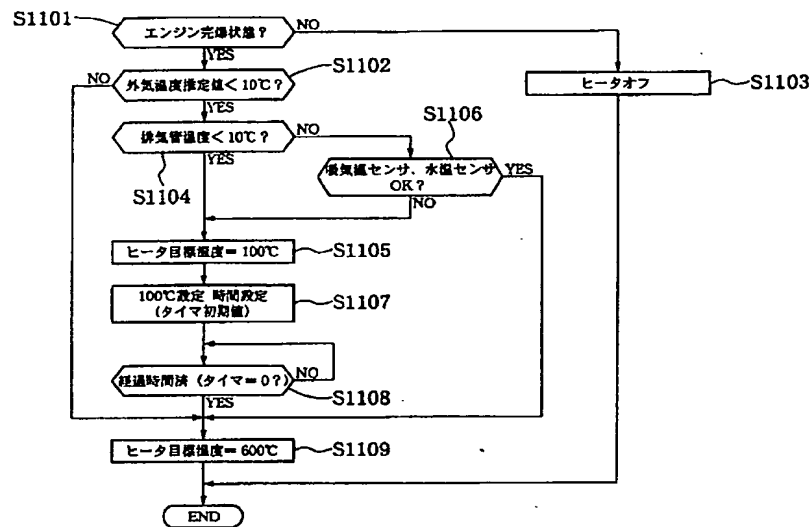 S1101
エンジン完爆状態?
NO
YES
S1102
NO
外気温度推定値<10℃?
YES
ヒータオフ
S1103
S1106
排気管温度<10℃?
NO
YES
S1104
吸気温センサ、水温センサ
OK?
YES
NO
ヒータ目標温度=100℃
S1105
100℃設定 時間設定
(タイマ初期値)
S1107
経過時間済(タイマ=0?)
NO
S1108
YES
ヒータ目標温度=600℃
S1109
END